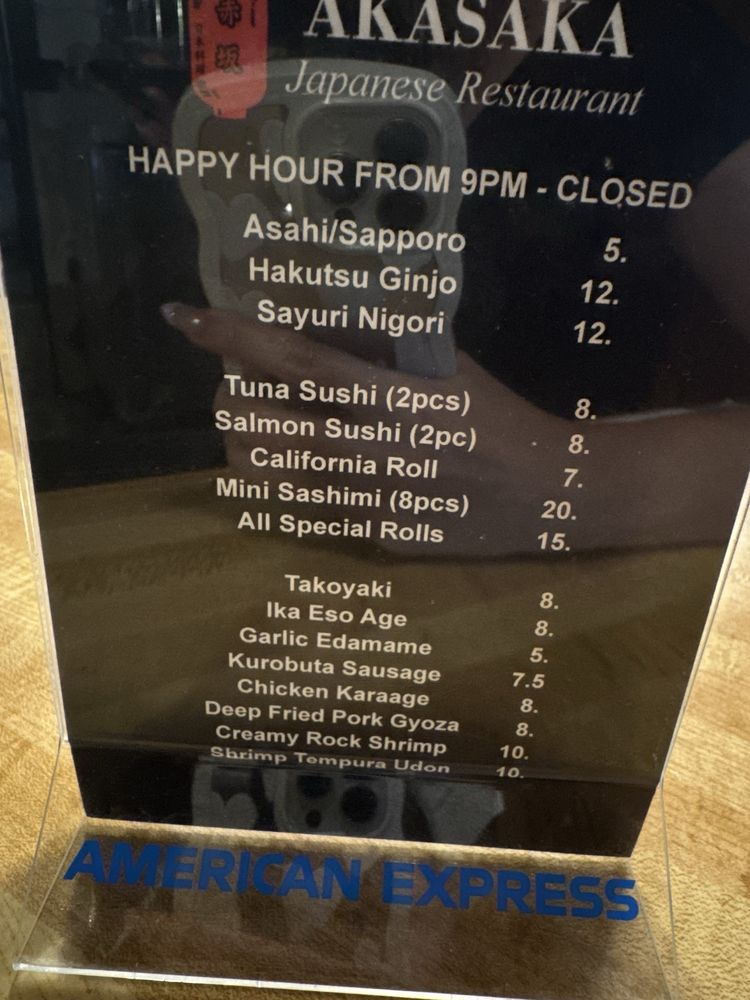 赤坂
AKASAKA
Japanese Restaurant
HAPPY HOUR FROM 9PM - CLOSED
Asahi/Sapporo 5.
Hakutsu Ginjo 12.
Sayuri Nigori 12.
Tuna Sushi (2pcs) 8.
Salmon Sushi (2pc) 8.
California Roll 7.
Mini Sashimi (8pcs) 20.
All Special Rolls 15.
Takoyaki 8.
Ika Eso Age 8.
Garlic Edamame 5.
Kurobuta Sausage 7.5
Chicken Karaage 8.
Deep Fried Pork Gyoza 8.
Creamy Rock Shrimp 10.
Shrimp Tempura Udon 10.
AMERICAN EXPRESS